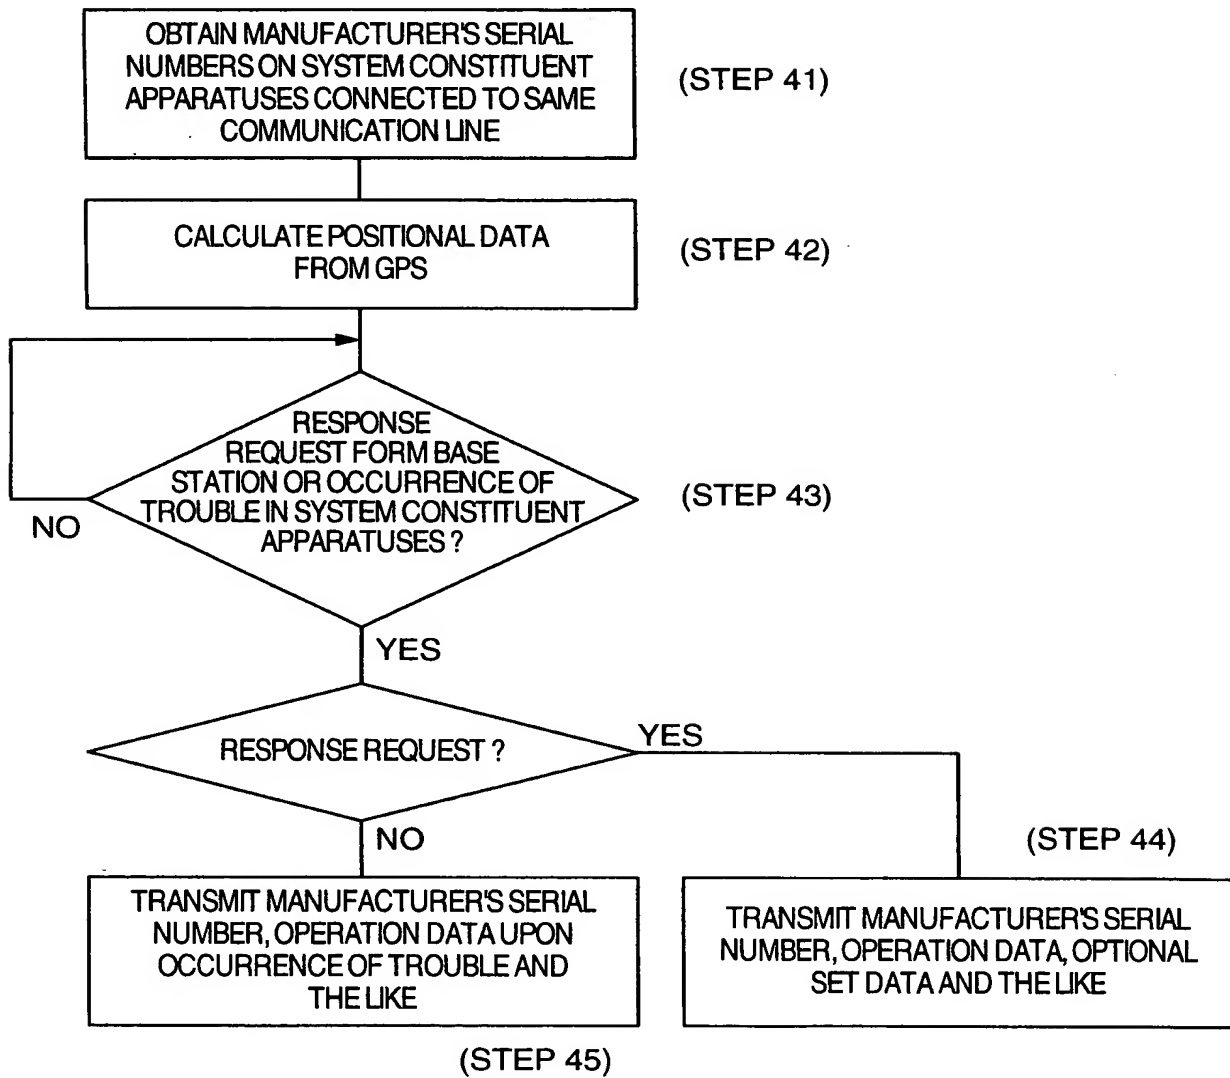 OBTAIN MANUFACTURER'S SERIAL
NUMBERS ON SYSTEM CONSTITUENT
APPARATUSES CONNECTED TO SAME
COMMUNICATION LINE
(STEP 41)
CALCULATE POSITIONAL DATA
FROM GPS
(STEP 42)
RESPONSE
REQUEST FORM BASE
STATION OR OCCURRENCE OF
TROUBLE IN SYSTEM CONSTITUENT
APPARATUSES ?
(STEP 43)
NO
YES
RESPONSE REQUEST ?
YES
NO
(STEP 44)
TRANSMIT MANUFACTURER'S SERIAL
NUMBER, OPERATION DATA UPON
OCCURRENCE OF TROUBLE AND
THE LIKE
TRANSMIT MANUFACTURER'S SERIAL
NUMBER, OPERATION DATA, OPTIONAL
SET DATA AND THE LIKE
(STEP 45)